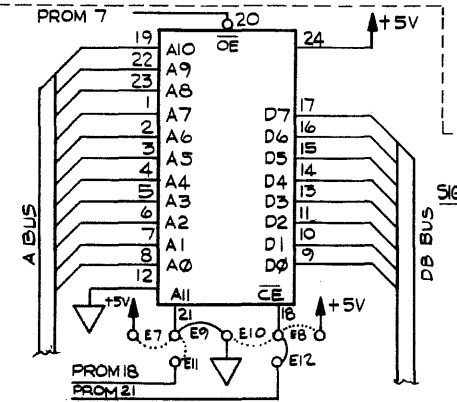 PROM 7
20
OE
+5V
19 A10 24
22 A9
23 A8
1 A7 D7 17
2 A6 D6 16
3 A5 D5 15
4 A4 D4 14
5 A3 D3 13
6 A2 D2 11
7 A1 D1 10
8 A0 D0 9
12
A BUS
DB BUS
A11 CE
+5V 21 18 +5V
E7 E9 E10 E8
E11 E12
PROM18
PROM21